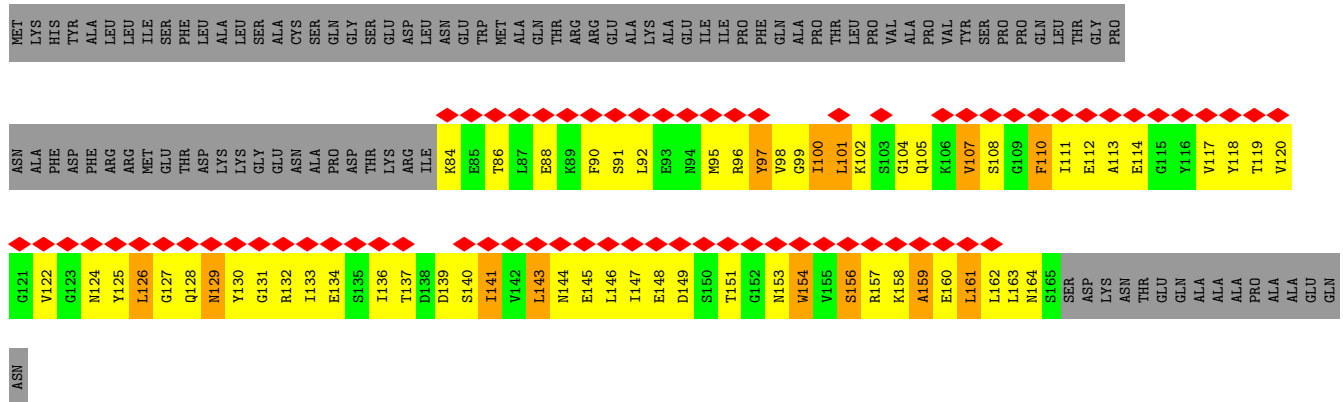 MET LYS HIS TYR ALA LEU LEU ILE SER PHE LEU ALA LEU SER ALA CYS SER GLN GLY SER GLU ASP LEU ASN GLU TRP MET ALA GLN THR ARG ARG GLU ALA LYS ALA GLU ILE ILE PRO PHE GLN ALA PRO THR LEU PRO VAL ALA PRO VAL TYR SER PRO PRO GLN LEU THR GLY PRO
ASN ALA PHE ASP PHE ARG ARG MET GLU THR ASP LYS LYS GLY GLU ASN ALA PRO ASP THR LYS ARG ILE K84 E85 T86 L87 E88 K89 F90 S91 L92 E93 N94 M95 R96 Y97 V98 G99 I100 L101 K102 S103 G104 Q105 K106 V107 S108 G109 F110 I111 E112 A113 E114 G115 Y116 V117 Y118 T119 V120
G121 V122 G123 N124 Y125 L126 G127 Q128 N129 Y130 G131 R132 I133 E134 S135 I136 T137 D138 D139 S140 I141 V142 L143 N144 E145 L146 I147 E148 D149 S150 T151 G152 N153 W154 V155 S156 R157 K158 A159 E160 L161 L162 L163 N164 S165 SER ASP LYS ASN THR GLU GLN ALA ALA ALA PRO ALA ALA GLU GLN
ASN